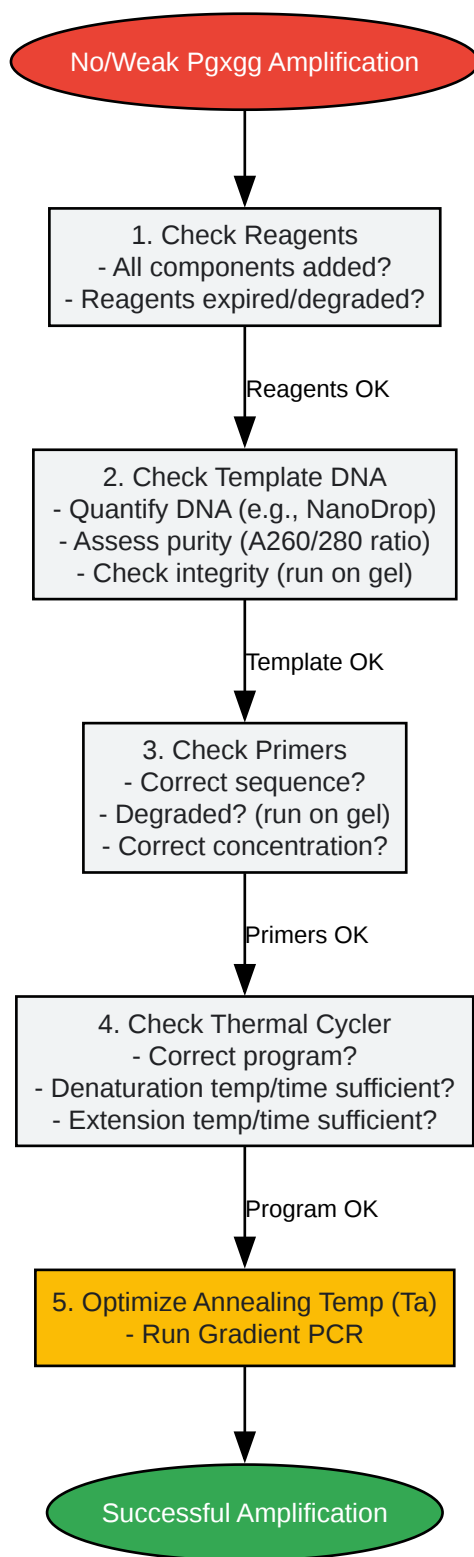 No/Weak Pgxgg Amplification
1. Check Reagents
- All components added?
- Reagents expired/degraded?
Reagents OK
2. Check Template DNA
- Quantify DNA (e.g., NanoDrop)
- Assess purity (A260/280 ratio)
- Check integrity (run on gel)
Template OK
3. Check Primers
- Correct sequence?
- Degraded? (run on gel)
- Correct concentration?
Primers OK
4. Check Thermal Cycler
- Correct program?
- Denaturation temp/time sufficient?
- Extension temp/time sufficient?
Program OK
5. Optimize Annealing Temp (Ta)
- Run Gradient PCR
Successful Amplification